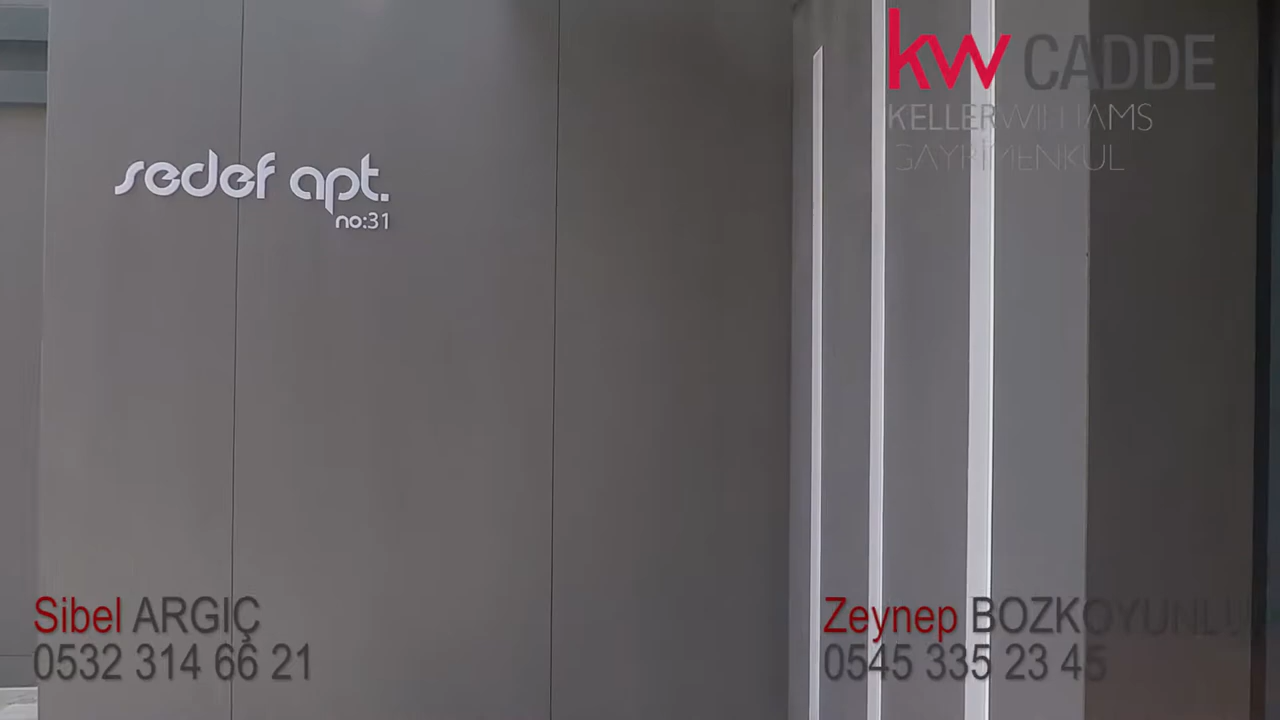 kw CADDE
KELLERWILLIAMS
GAYRİMENKUL
sedef apt.
no:31
Sibel ARGIÇ
0532 314 66 21
Zeynep BOZKOYUNLU
0545 335 23 45